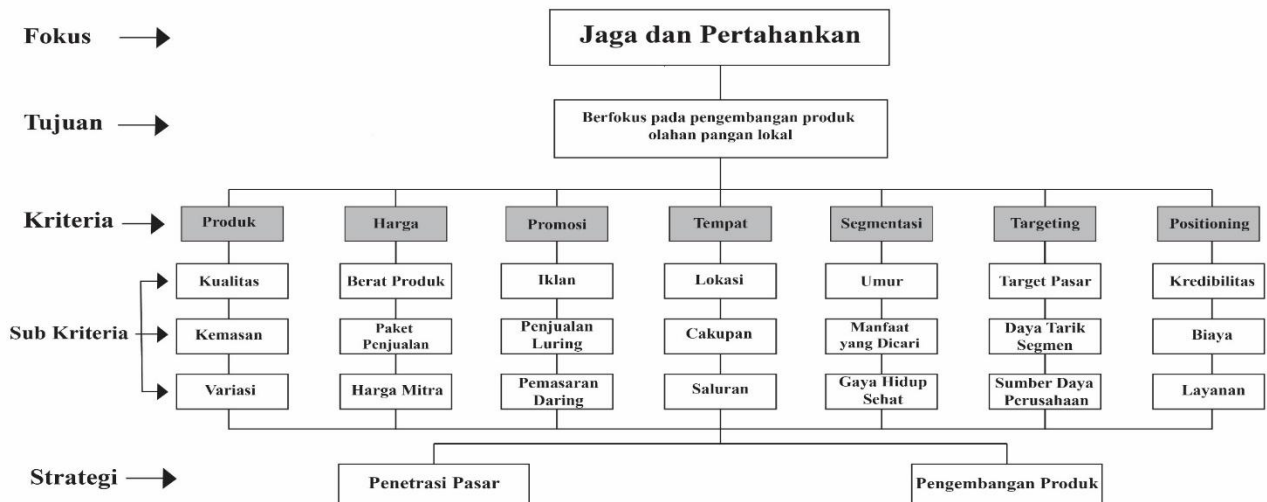 Fokus
Jaga dan Pertahankan
Tujuan
Berfokus pada pengembangan produk
olahan pangan lokal
Kriteria
Produk
Harga
Promosi
Tempat
Segmentasi
Targeting
Positioning
Sub Kriteria
Kualitas
Berat Produk
Iklan
Lokasi
Umur
Target Pasar
Kredibilitas
Kemasan
Paket
Penjualan
Penjualan
Luring
Cakupan
Manfaat
yang Dicari
Daya Tarik
Segmen
Biaya
Variasi
Harga Mitra
Pemasaran
Daring
Saluran
Gaya Hidup
Sehat
Sumber Daya
Perusahaan
Layanan
Strategi
Penetrasi Pasar
Pengembangan Produk